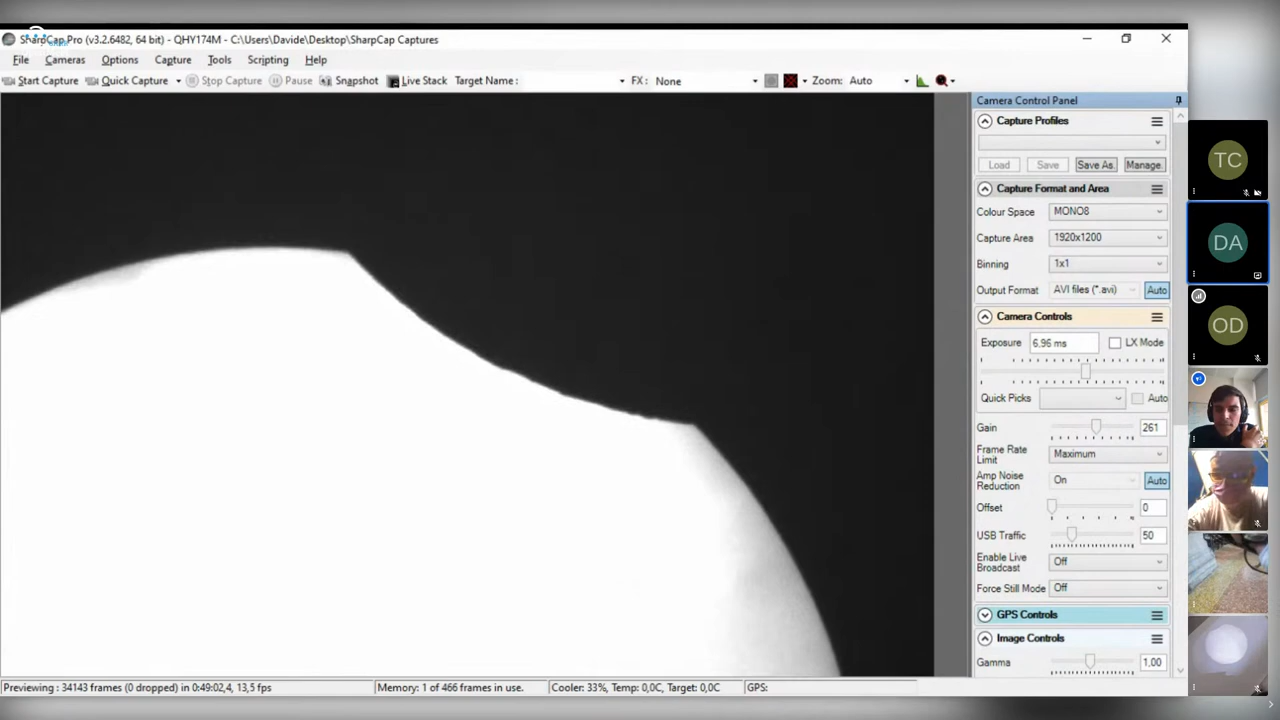 SharpCap Pro (v3.2.6482, 64 bit) - QHY174M - C:\Users\Davide\Desktop\SharpCap Captures
File Cameras Options Capture Tools Scripting Help
Start Capture Quick Capture Stop Capture Pause Snapshot Live Stack Target Name : FX : None Zoom: Auto
Camera Control Panel
Capture Profiles
Load Save Save As. Manage.
Capture Format and Area
Colour Space MONO8
Capture Area 1920x1200
Binning 1x1
Output Format AVI files (*.avi) Auto
Camera Controls
Exposure 6.96 ms LX Mode
Quick Picks Auto
Gain 261
Frame Rate Limit Maximum
Amp Noise Reduction On Auto
Offset 0
USB Traffic 50
Enable Live Broadcast Off
Force Still Mode Off
GPS Controls
Image Controls
Gamma 1,00
Previewing : 34143 frames (0 dropped) in 0:49:02,4, 13,5 fps
Memory: 1 of 466 frames in use.
Cooler: 33%, Temp: 0,0C, Target: 0,0C
GPS:
TC
DA
OD